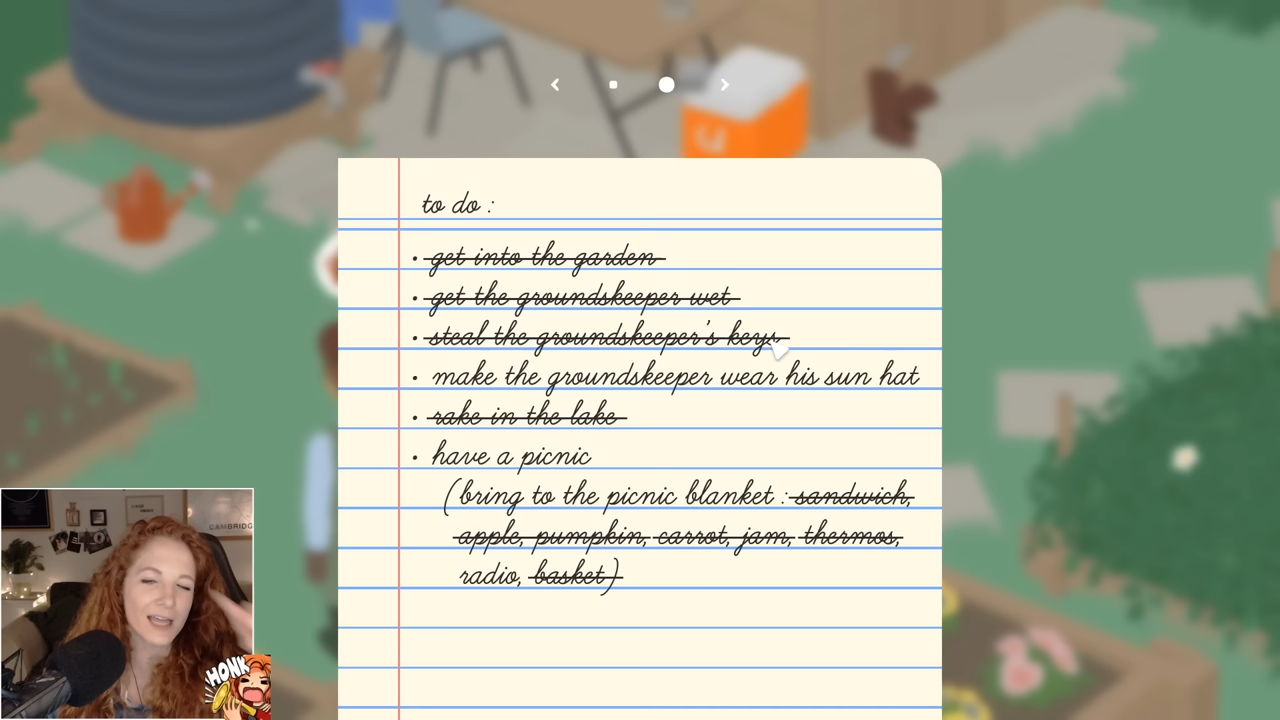 to do :
• get into the garden
• get the groundskeeper wet
• steal the groundskeeper's keys
• make the groundskeeper wear his sun hat
• rake in the lake
• have a picnic
(bring to the picnic blanket : sandwich,
apple, pumpkin, carrot, jam, thermos,
radio, basket)
CAMBRIDG
HONK